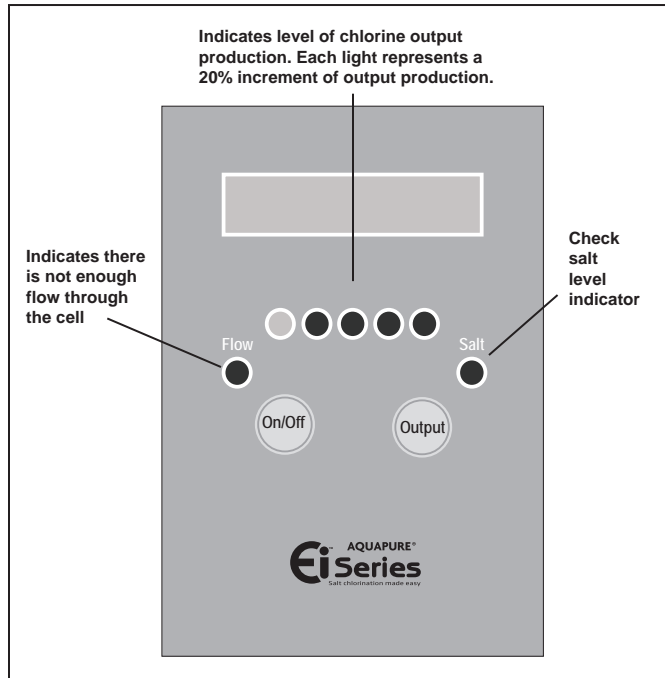 Indicates level of chlorine output
production. Each light represents a
20% increment of output production.
Indicates there
is not enough
flow through
the cell
Check
salt
level
indicator
Flow
Salt
On/Off
Output
AQUAPURE®
Ei™ Series
Salt chlorination made easy